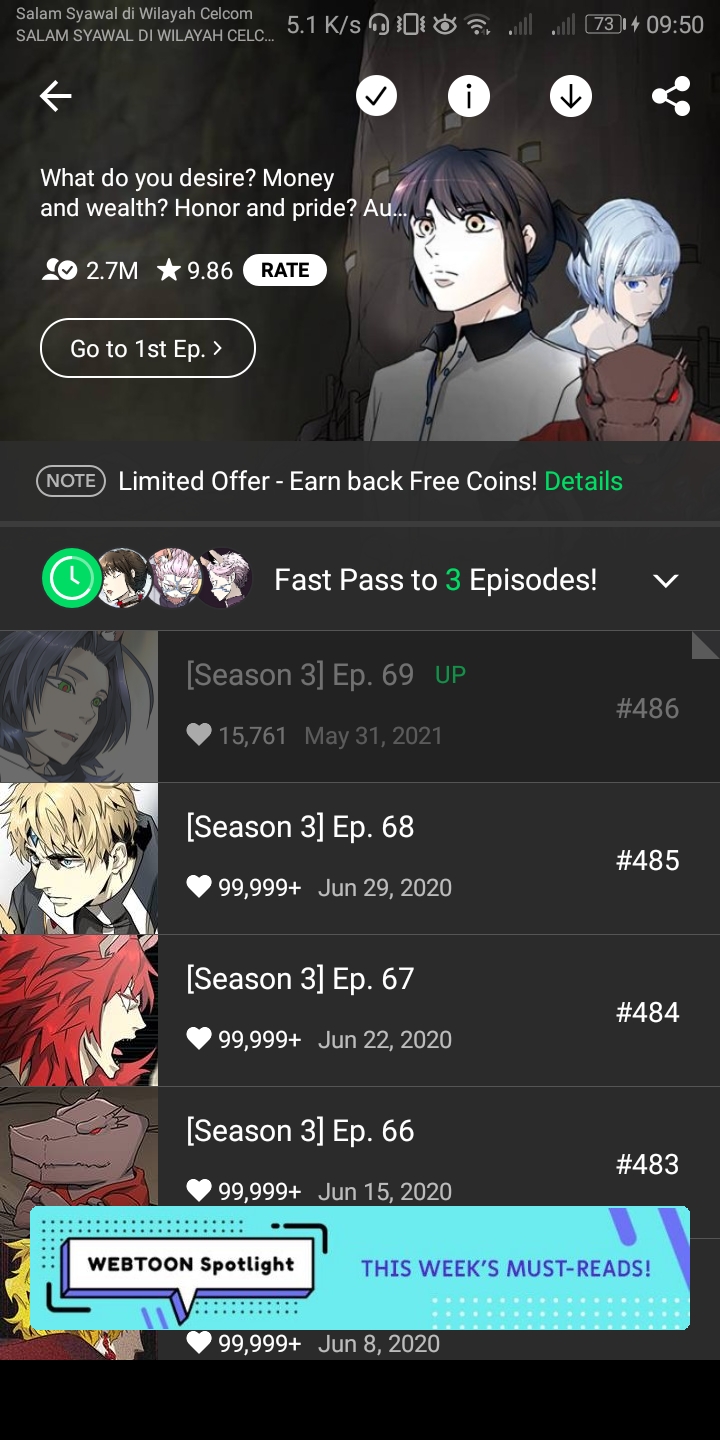 Salam Syawal di Wilayah Celcom
SALAM SYAWAL DI WILAYAH CELC...
5.1 K/s 73 09:50
What do you desire? Money
and wealth? Honor and pride? Au...
2.7M 9.86 RATE
Go to 1st Ep. >
NOTE Limited Offer - Earn back Free Coins! Details
Fast Pass to 3 Episodes!
[Season 3] Ep. 69 UP
#486
15,761 May 31, 2021
[Season 3] Ep. 68
#485
99,999+ Jun 29, 2020
[Season 3] Ep. 67
#484
99,999+ Jun 22, 2020
[Season 3] Ep. 66
#483
99,999+ Jun 15, 2020
WEBTOON Spotlight
THIS WEEK'S MUST-READS!
99,999+ Jun 8, 2020